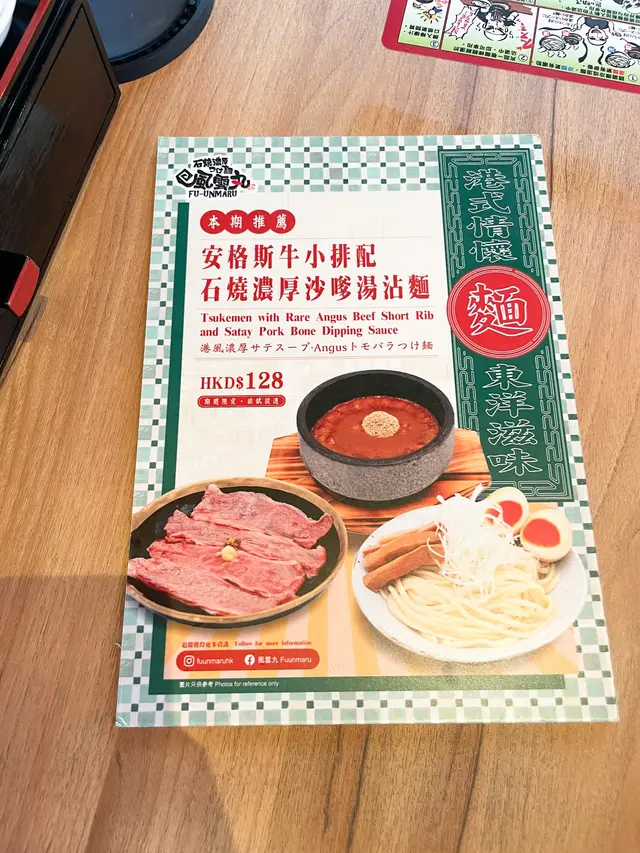 石燒濃厚
つけ麺
風雲丸
FU-UNMARU
本期推薦
安格斯牛小排配
石燒濃厚沙嗲湯沾麵
Tsukemen with Rare Angus Beef Short Rib
and Satay Pork Bone Dipping Sauce
港風濃厚サテスープ·Angusトモバラつけ麺
HKD$128
期間限定·欲試從速
港式情懷
麵
東洋滋味
追蹤獲得更多資訊 Follow for more information
fuunmaruhk
風雲丸 Fuunmaru
圖片只供參考 Photos for reference only